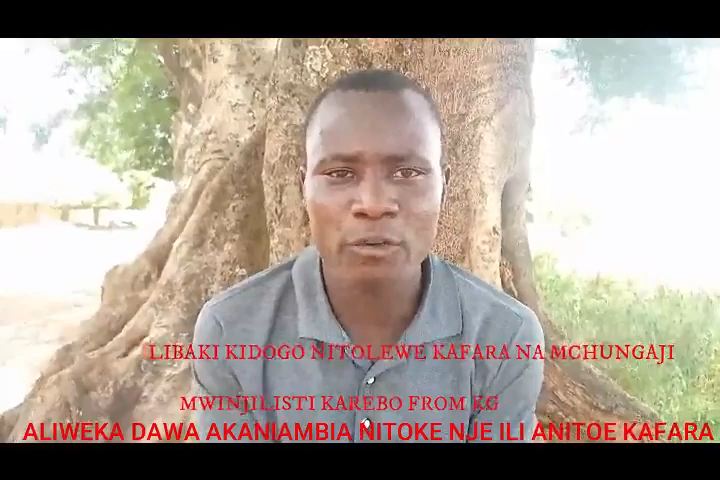 LIBAKI KIDOGO NITOLEWE KAFARA NA MCHUNGAJI
MWINJILISTI KAREBO FROM KG
ALIWEKA DAWA AKANIAMBIA NITOKE NJE ILI ANITOE KAFARA